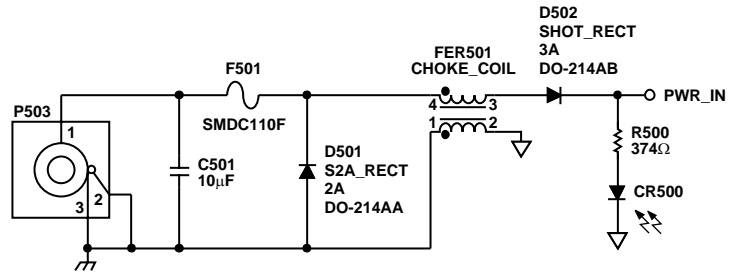 D502
SHOT_RECT
3A
DO-214AB
FER501
CHOKE_COIL
F501
SMDC110F
PWR_IN
P503
1
2
3
C501
10µF
D501
S2A_RECT
2A
DO-214AA
4
3
1
2
R500
374Ω
CR500